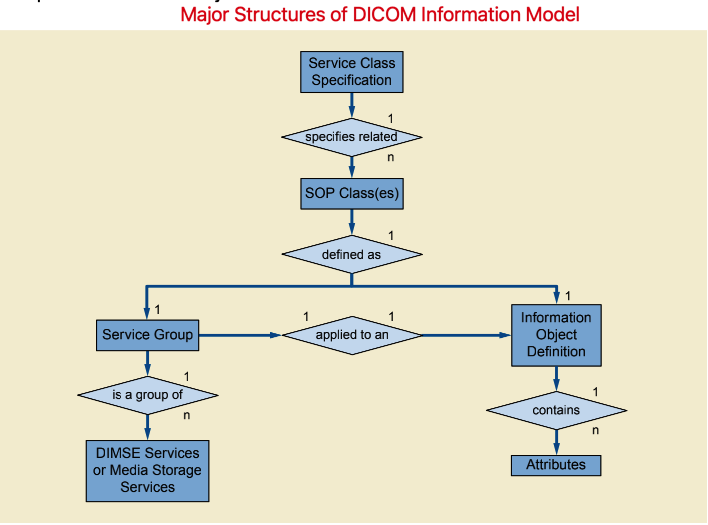 Major Structures of DICOM Information Model
Service Class
Specification
1
specifies related
n
SOP Class(es)
1
defined as
1
1
Service Group
1
applied to an
1
Information
Object
Definition
1
is a group of
n
1
contains
n
DIMSE Services
or Media Storage
Services
Attributes